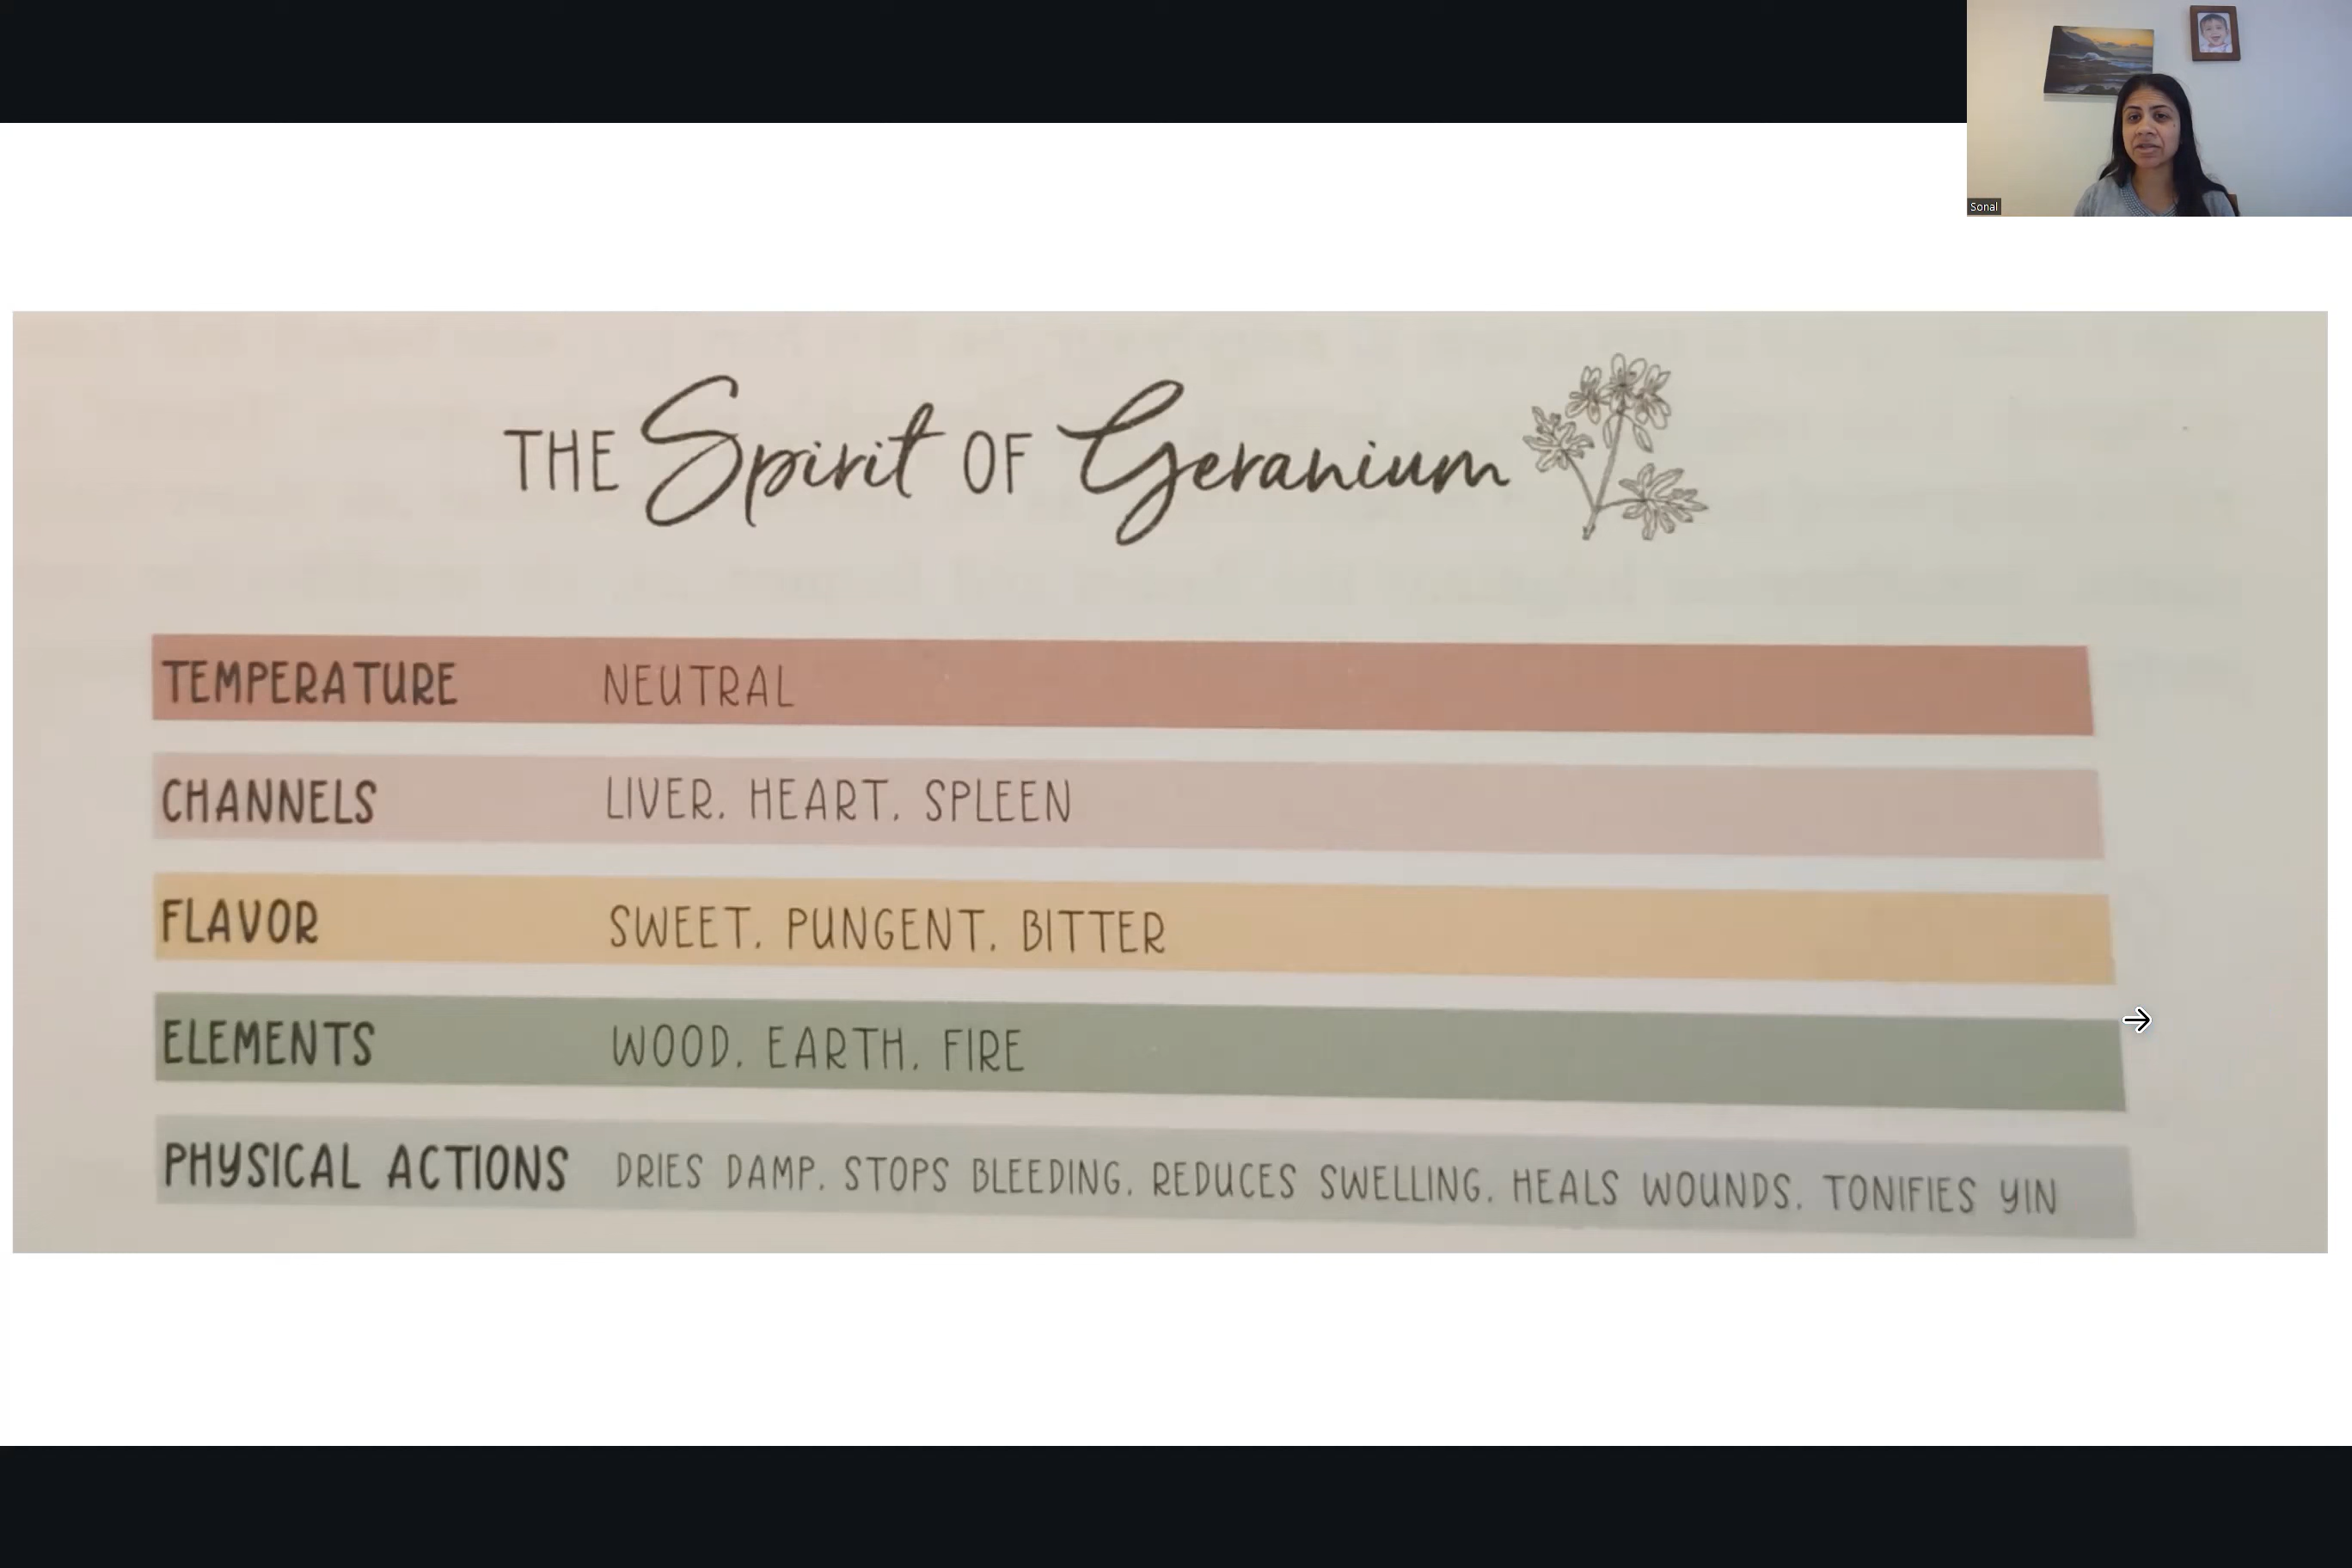 Sonal
THE Spirit OF Geranium
TEMPERATURE NEUTRAL
CHANNELS LIVER, HEART, SPLEEN
FLAVOR SWEET, PUNGENT, BITTER
ELEMENTS WOOD, EARTH, FIRE
PHYSICAL ACTIONS DRIES DAMP, STOPS BLEEDING, REDUCES SWELLING, HEALS WOUNDS, TONIFIES YIN